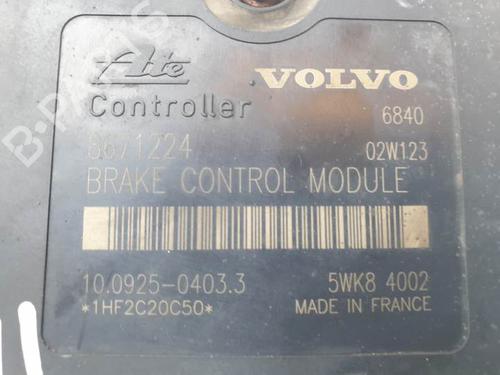 Ate VOLVO
Controller 6840
8671224 02W123
BRAKE CONTROL MODULE
10.0925-0403.3 5WK8 4002
*1HF2C20C50* MADE IN FRANCE
B-PARTS